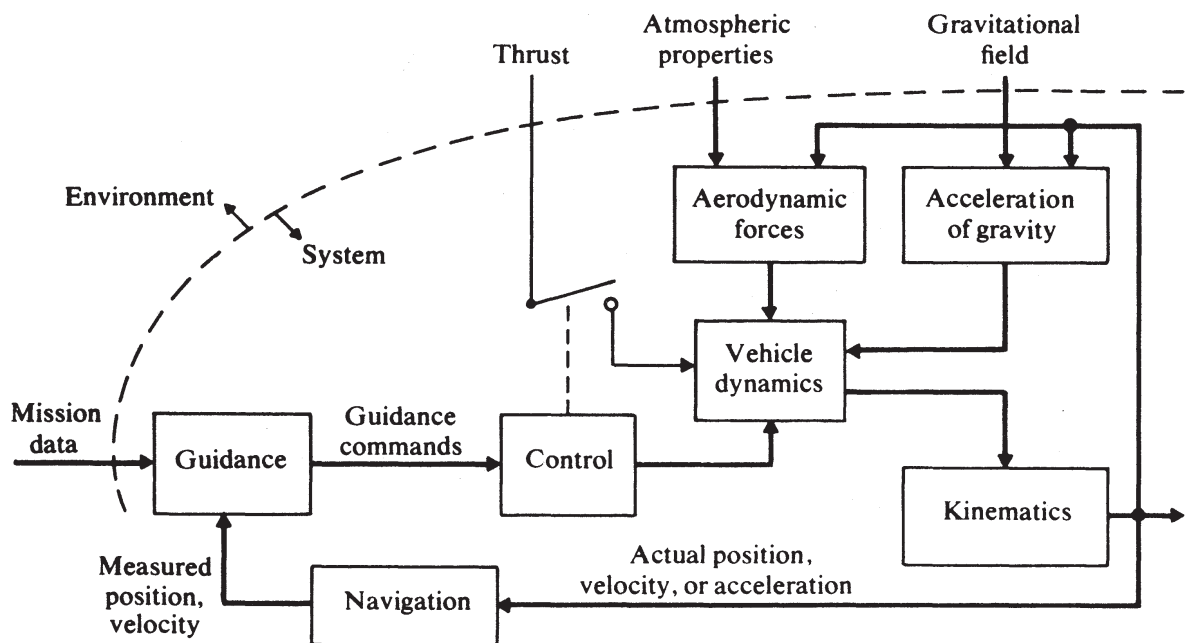 Atmospheric
properties
Gravitational
field
Thrust
Environment
System
Aerodynamic
forces
Acceleration
of gravity
Vehicle
dynamics
Mission
data
Guidance
Guidance
commands
Control
Kinematics
Measured
position,
velocity
Navigation
Actual position,
velocity, or acceleration